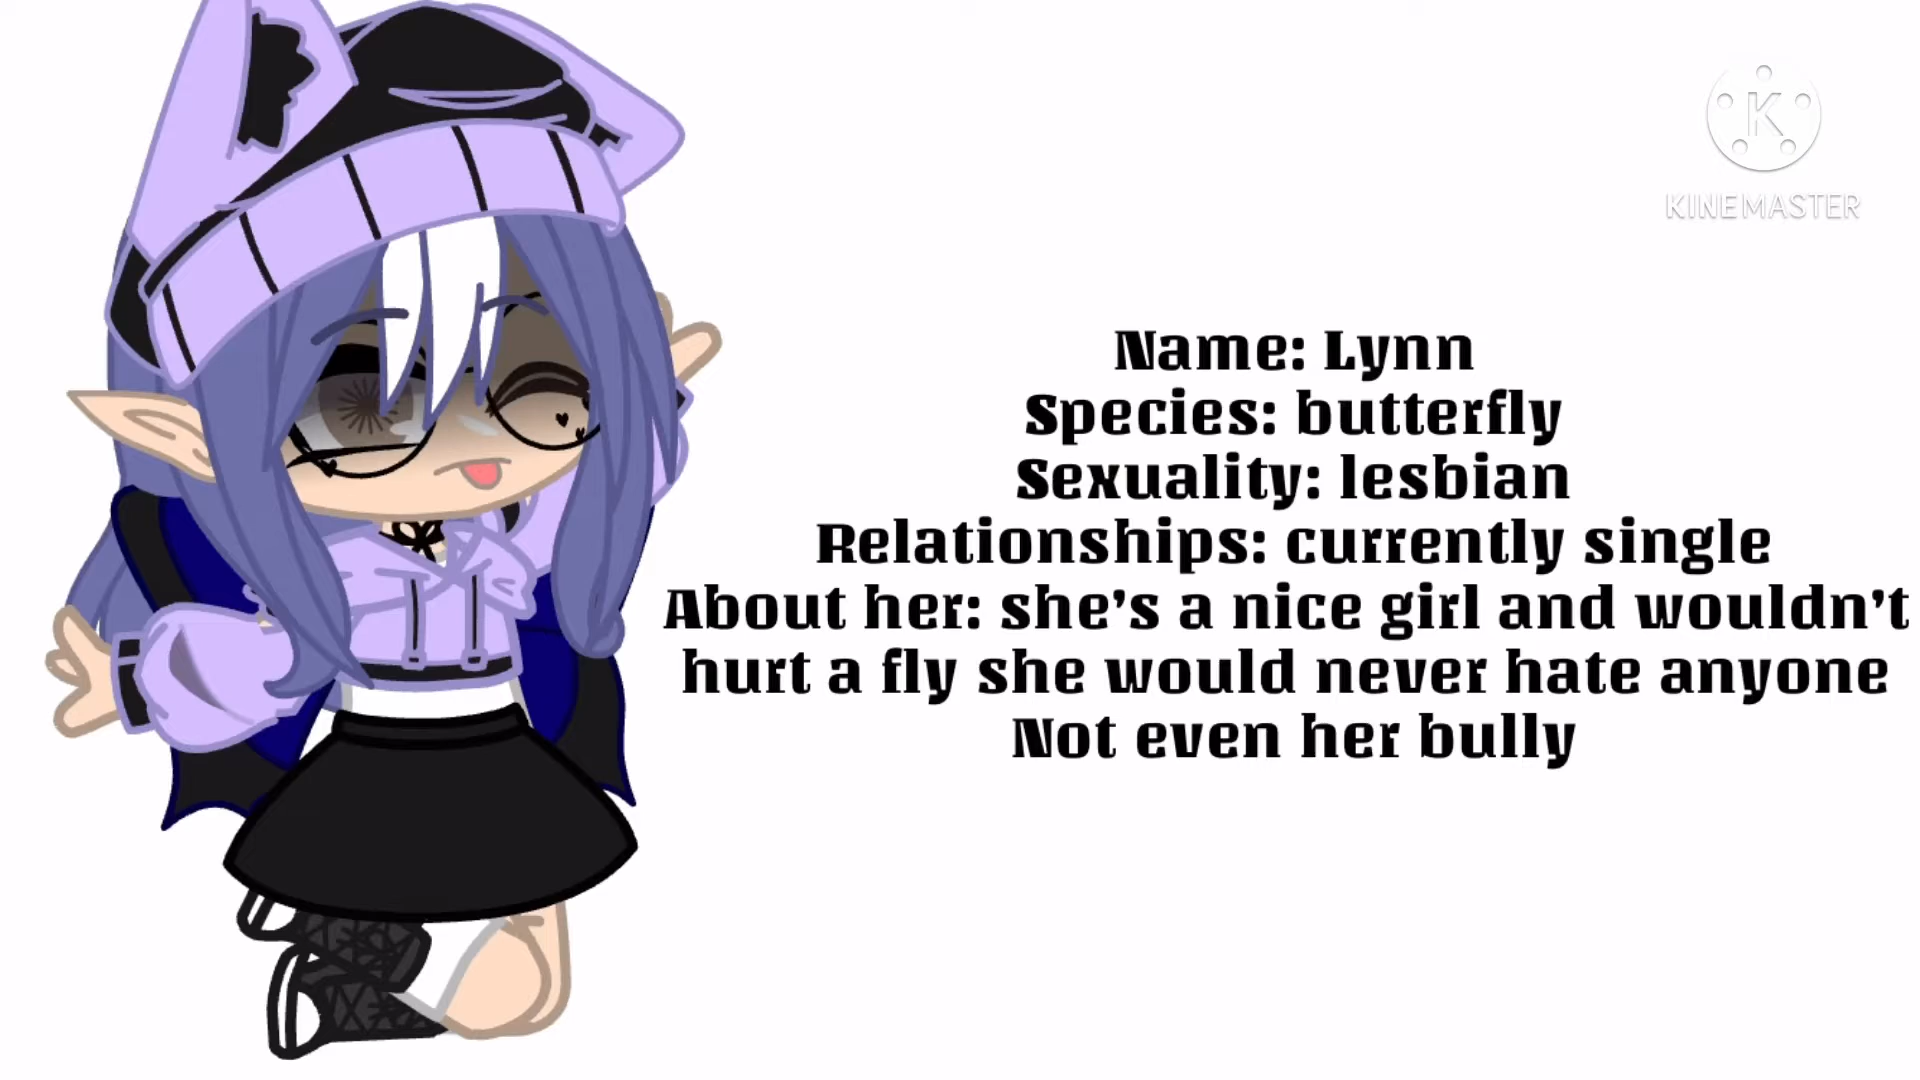 K
KINEMASTER
Name: Lynn
Species: butterfly
Sexuality: lesbian
Relationships: currently single
About her: she's a nice girl and wouldn't
hurt a fly she would never hate anyone
Not even her bully